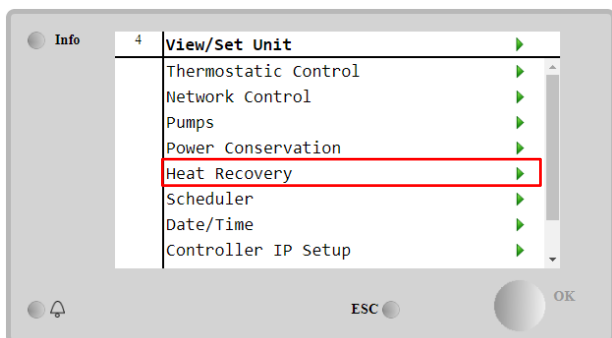 Info
4 View/Set Unit
Thermostatic Control
Network Control
Pumps
Power Conservation
Heat Recovery
Scheduler
Date/Time
Controller IP Setup
ESC
OK